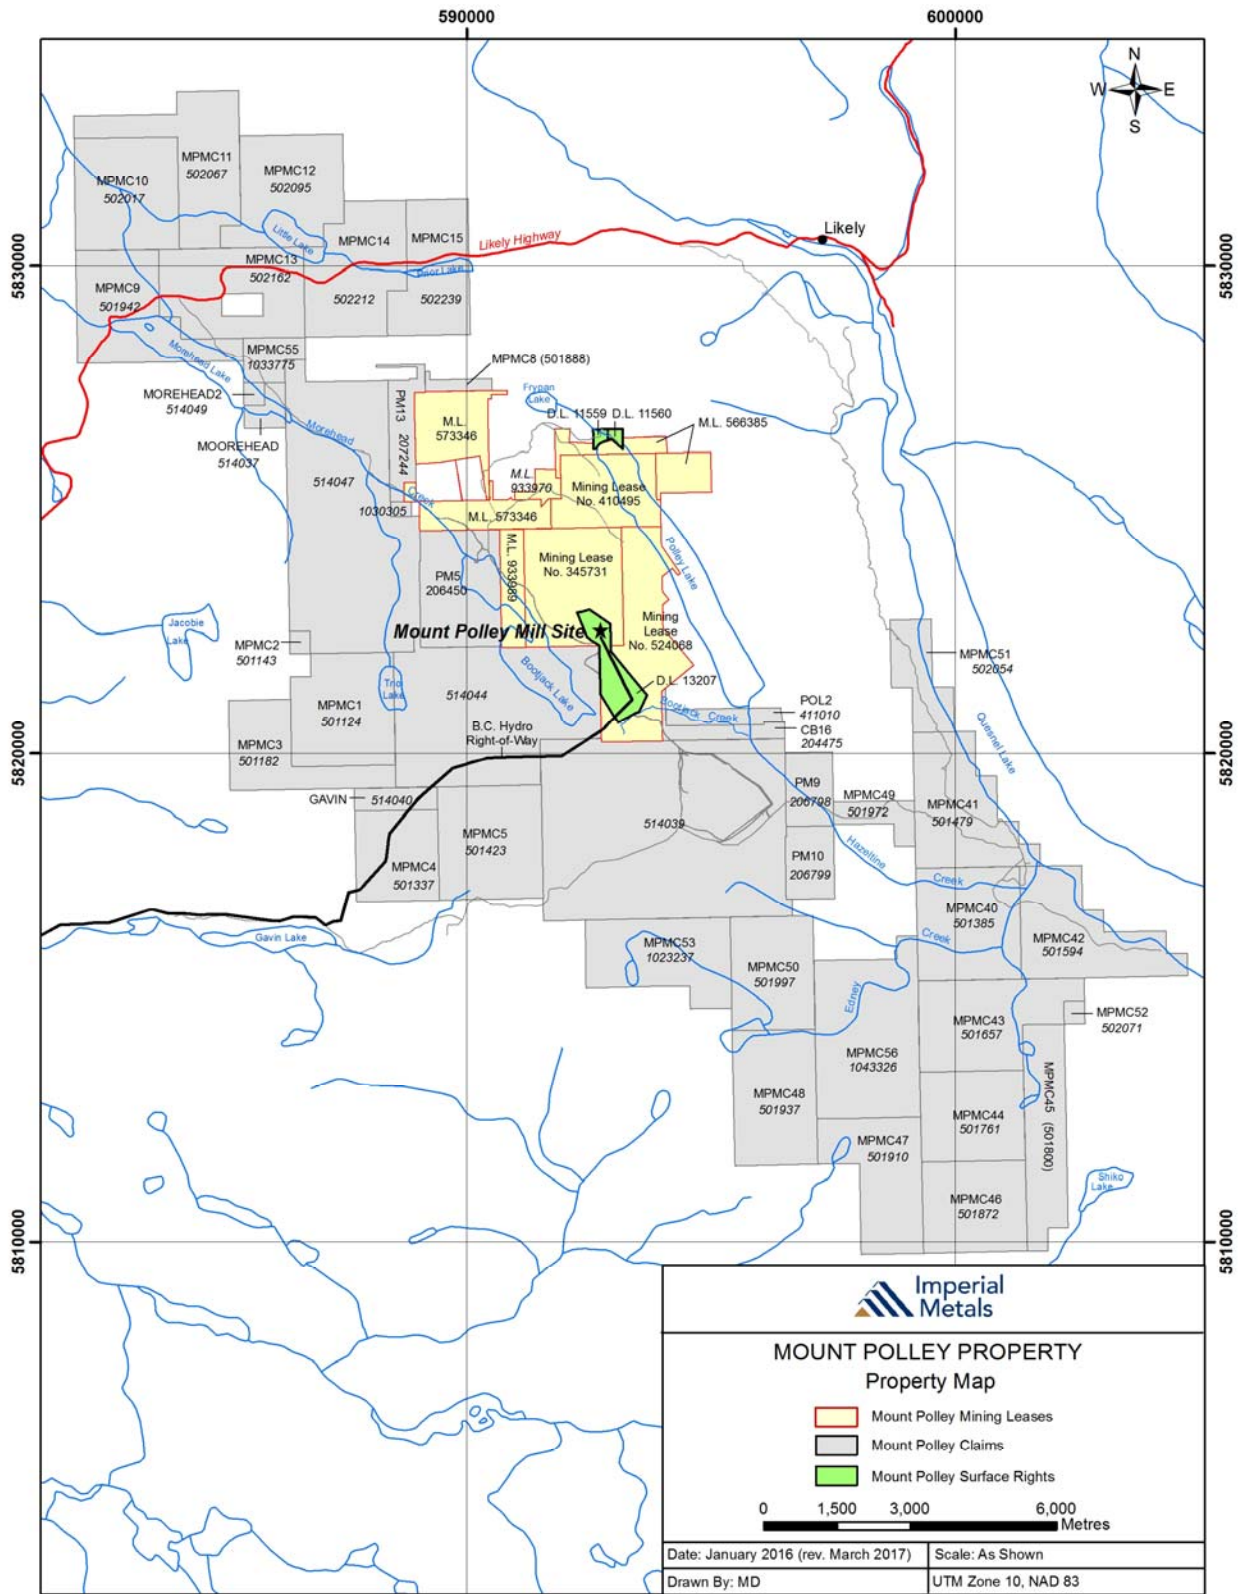 590000
600000
N
W
E
S
MPMC11
502067
MPMC10
502017
MPMC12
502095
Little Lake
MPMC14
MPMC15
Likely Highway
Likely
5830000
5830000
MPMC13
502162
Prior Lake
MPMC9
501942
502212
502239
Morehead Lake
MPMC55
1033775
MPMC8 (501888)
MOREHEAD2
514049
PM13 207244
Frypan
Lake
D.L. 11559
D.L. 11560
M.L. 566385
M.L.
573346
MOOREHEAD
514037
Morehead
514047
Creek
M.L.
933970
Mining Lease
No. 410495
1030305
M.L. 573346
M.L. 933989
Mining Lease
No. 345731
Polley Lake
PM5
206450
Jacobie
Lake
Mount Polley Mill Site
Mining
Lease
No. 524068
MPMC2
501143
MPMC51
502054
Trio
Lake
514044
Bootjack Lake
D.L. 13207
MPMC1
501124
Bootjack Creek
POL2
411010
CB16
204475
Quesnel Lake
B.C. Hydro
Right-of-Way
MPMC3
501182
5820000
5820000
GAVIN
514040
PM9
206798
MPMC49
501972
MPMC41
501479
514039
MPMC5
501423
MPMC4
501337
PM10
206799
Hazeltine
Creek
MPMC40
501385
Gavin Lake
MPMC53
1023237
Creek
MPMC42
501594
MPMC50
501997
Edney
MPMC43
501657
MPMC52
502071
MPMC56
1043326
MPMC48
501937
MPMC45 (501800)
MPMC44
501761
MPMC47
501910
Shiko
Lake
MPMC46
501872
5810000
5810000
Imperial
Metals
MOUNT POLLEY PROPERTY
Property Map
Mount Polley Mining Leases
Mount Polley Claims
Mount Polley Surface Rights
0 1,500 3,000 6,000
Metres
Date: January 2016 (rev. March 2017)
Scale: As Shown
Drawn By: MD
UTM Zone 10, NAD 83